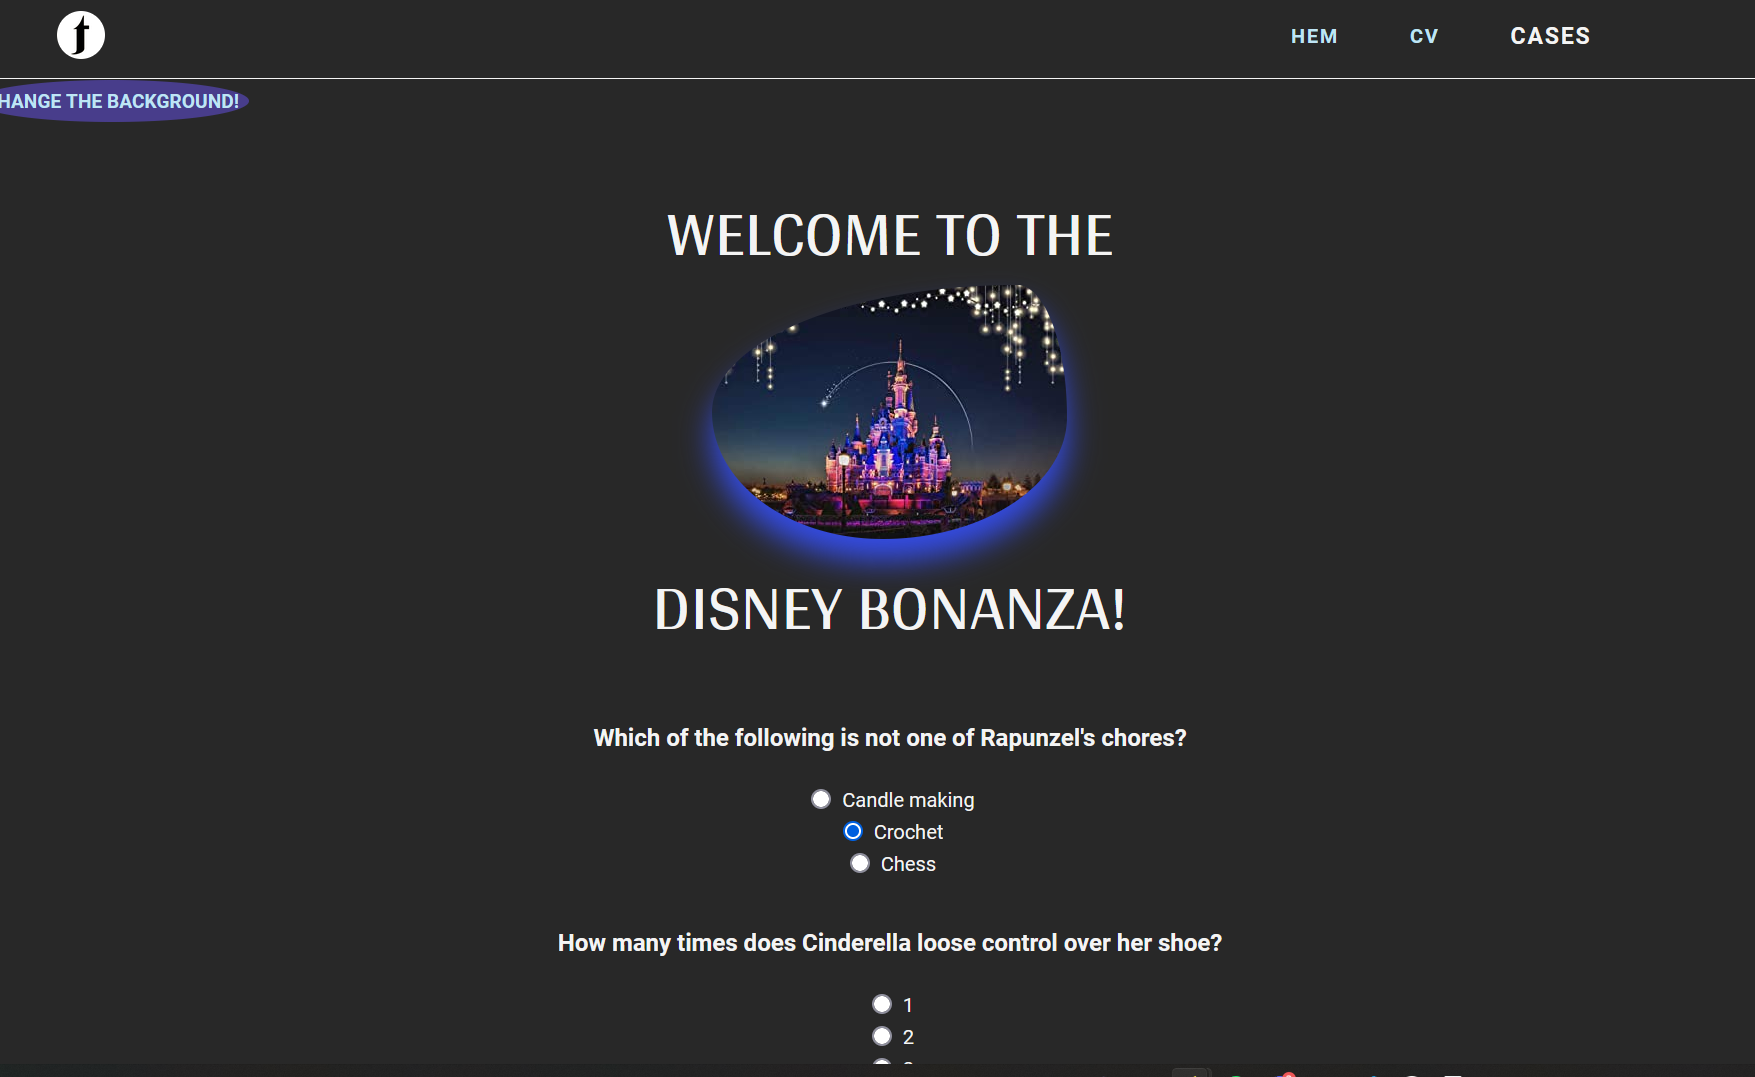 t
HEM CV CASES
HANGE THE BACKGROUND!
WELCOME TO THE
DISNEY BONANZA!
Which of the following is not one of Rapunzel's chores?
Candle making
Crochet
Chess
How many times does Cinderella loose control over her shoe?
1
2